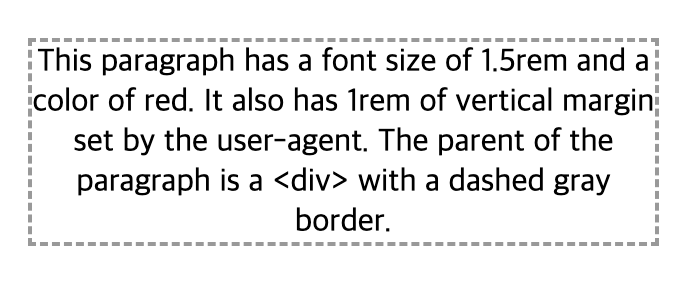 This paragraph has a font size of 1.5rem and a
color of red. It also has 1rem of vertical margin
set by the user-agent. The parent of the
paragraph is a <div> with a dashed gray
border.